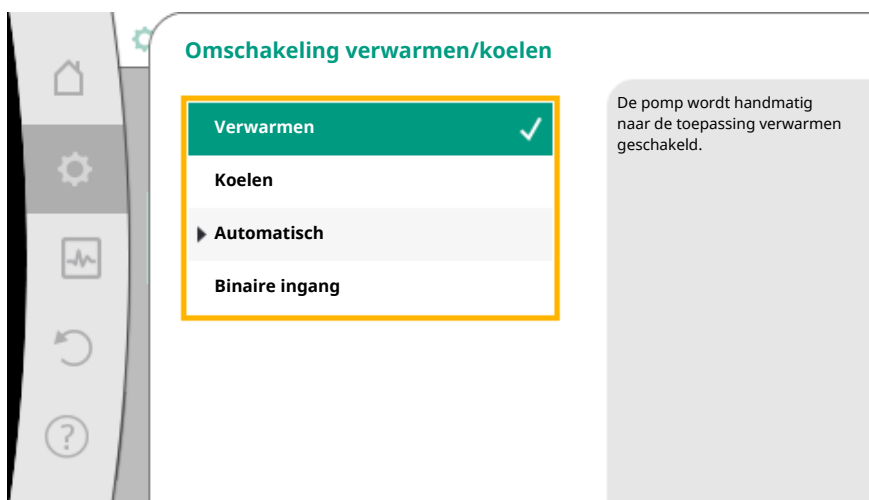 Omschakeling verwarmen/koelen
Verwarmen
Koelen
Automatisch
Binaire ingang
De pomp wordt handmatig
naar de toepassing verwarmen
geschakeld.
?